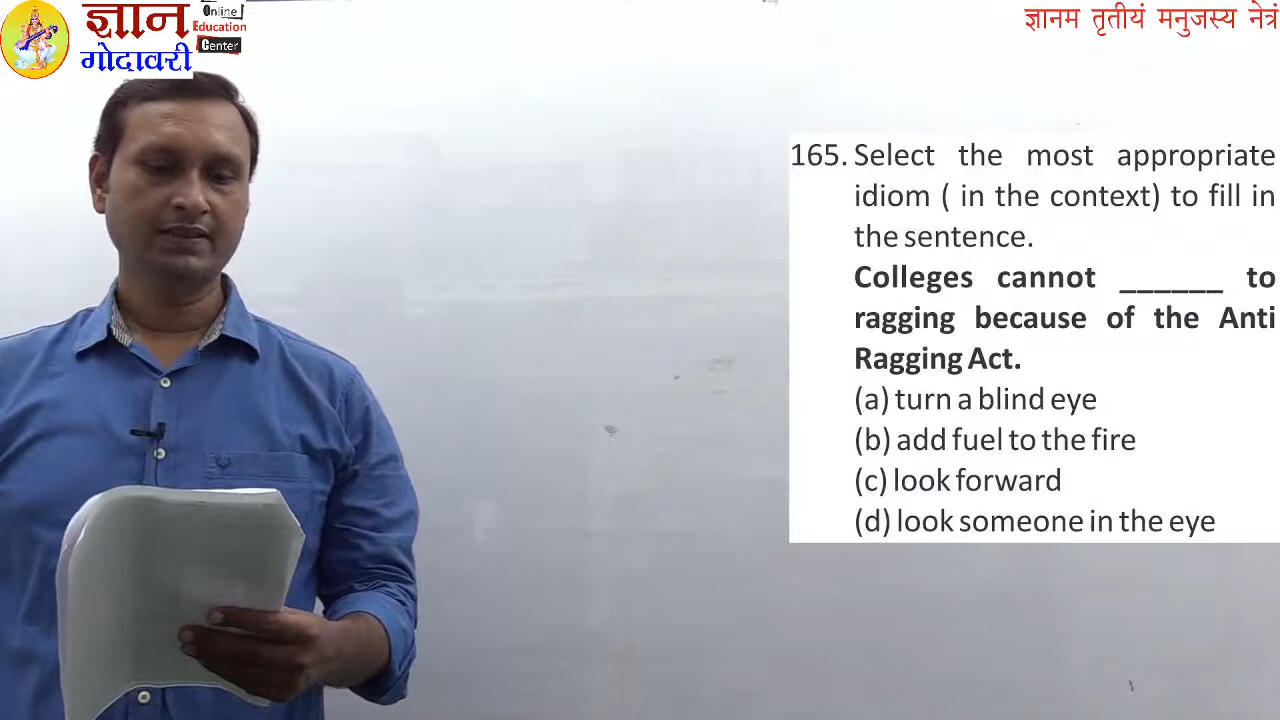 ज्ञान
गोदावरी
Online
Education
Center
ज्ञानम तृतीयं मनुजस्य नेत्रं
165. Select the most appropriate
idiom ( in the context) to fill in
the sentence.
Colleges cannot ______ to
ragging because of the Anti
Ragging Act.
(a) turn a blind eye
(b) add fuel to the fire
(c) look forward
(d) look someone in the eye